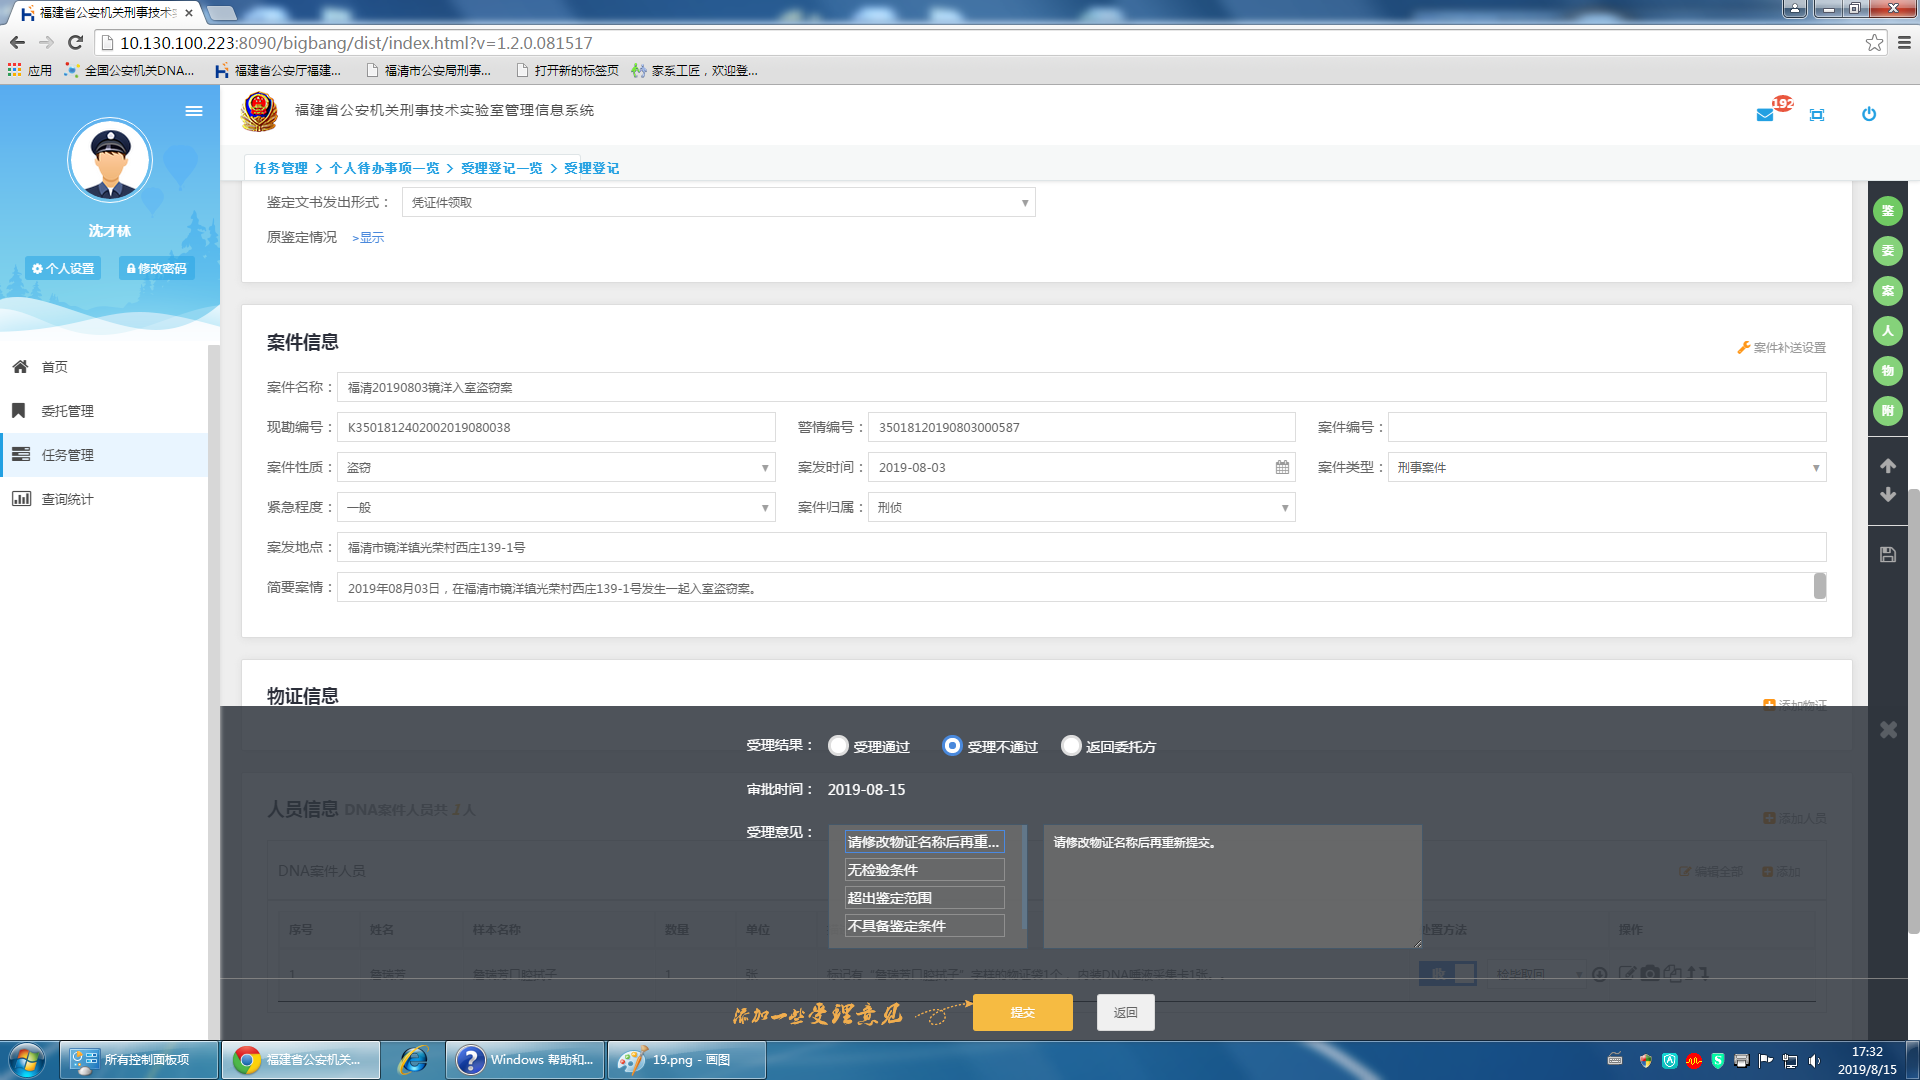 福建省公安机关刑事技术实
10.130.100.223:8090/bigbang/dist/index.html?v=1.2.0.081517
应用 全国公安机关DNA... 福建省公安厅福建... 福清市公安局刑事... 打开新的标签页 家系工匠，欢迎登...
福建省公安机关刑事技术实验室管理信息系统
192
任务管理 > 个人待办事项一览 > 受理登记一览 > 受理登记
沈才林
个人设置 修改密码
首页
委托管理
任务管理
查询统计
鉴定文书发出形式： 凭证件领取
原鉴定情况 >显示
案件信息
案件补送设置
案件名称： 福清20190803镜洋入室盗窃案
现勘编号： K3501812402002019080038 警情编号： 35018120190803000587 案件编号：
案件性质： 盗窃 案发时间： 2019-08-03 案件类型： 刑事案件
紧急程度： 一般 案件归属： 刑侦
案发地点： 福清市镜洋镇光荣村西庄139-1号
简要案情： 2019年08月03日，在福清市镜洋镇光荣村西庄139-1号发生一起入室盗窃案。
物证信息
添加物证
受理结果： 受理通过 受理不通过 返回委托方
审批时间： 2019-08-15
受理意见： 请修改物证名称后再重...
无检验条件
超出鉴定范围
不具备鉴定条件
请修改物证名称后再重新提交。
人员信息 DNA案件人员共 1 人
添加人员
DNA案件人员
编辑全部 添加
序号 姓名 样本名称 数量 单位 处置方法 操作
1 詹瑞芳 詹瑞芳口腔拭子 1 张 标记有“詹瑞芳口腔拭子”字样的物证袋1个，内装DNA唾液采集卡1张。 检毕取回
添加一些受理意见 提交 返回
鉴
委
案
人
物
附
所有控制面板项 福建省公安机关... Windows 帮助和... 19.png - 画图
17:32
2019/8/15